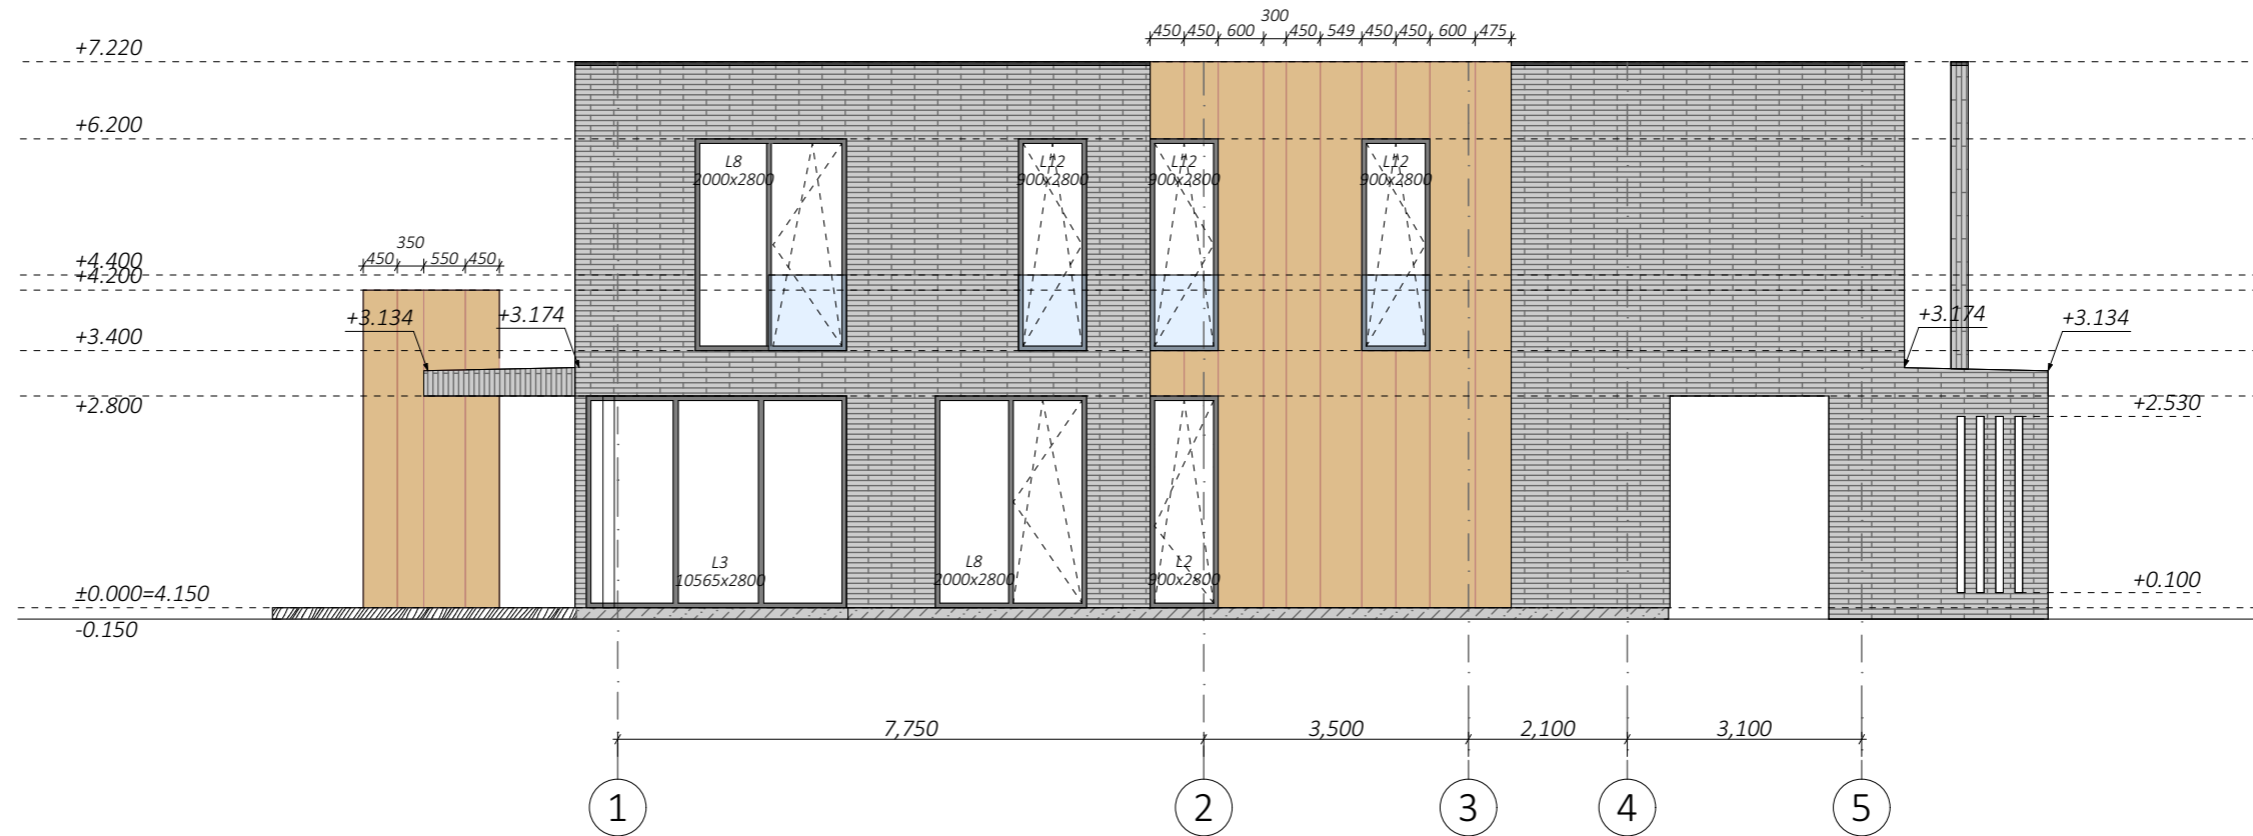 300
450 450 600 450 549 450 450 600 475
+7.220
+6.200
L8
2000x2800
L12
900x2800
L12
900x2800
L12
900x2800
350
450 550 450
+4.400
+4.200
+3.134
+3.174
+3.174
+3.134
+3.400
+2.800
+2.530
L3
10565x2800
L8
2000x2800
L2
900x2800
+0.100
±0.000=4.150
-0.150
7,750
3,500
2,100
3,100
1
2
3
4
5